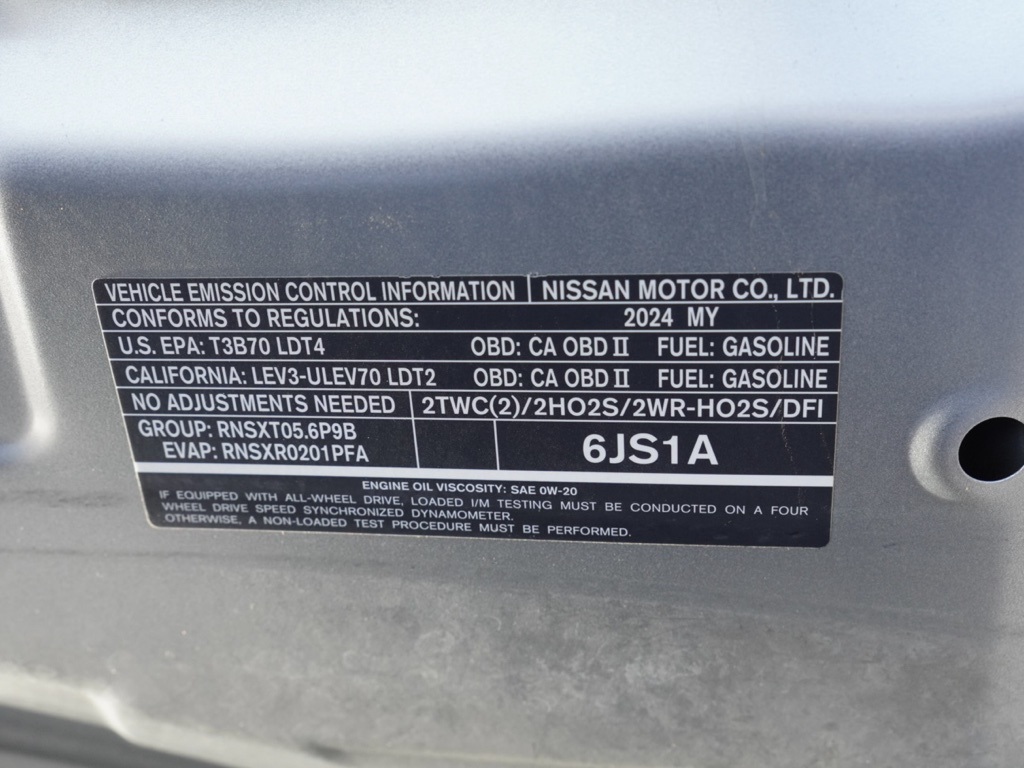 VEHICLE EMISSION CONTROL INFORMATION NISSAN MOTOR CO., LTD.
CONFORMS TO REGULATIONS: 2024 MY
U.S. EPA: T3B70 LDT4 OBD: CA OBD II FUEL: GASOLINE
CALIFORNIA: LEV3-ULEV70 LDT2 OBD: CA OBD II FUEL: GASOLINE
NO ADJUSTMENTS NEEDED 2TWC(2)/2HO2S/2WR-HO2S/DFI
GROUP: RNSXT05.6P9B
EVAP: RNSXR0201PFA
6JS1A
ENGINE OIL VISCOSITY: SAE 0W-20
IF EQUIPPED WITH ALL-WHEEL DRIVE, LOADED I/M TESTING MUST BE CONDUCTED ON A FOUR
WHEEL DRIVE SPEED SYNCHRONIZED DYNAMOMETER.
OTHERWISE, A NON-LOADED TEST PROCEDURE MUST BE PERFORMED.